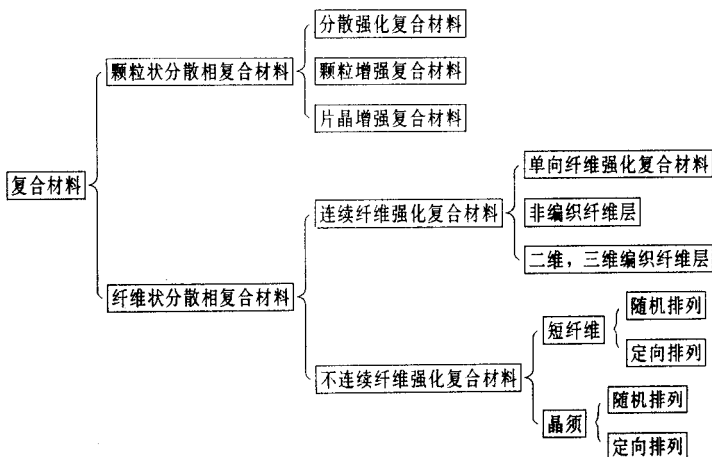 复合材料
颗粒状分散相复合材料
分散强化复合材料
颗粒增强复合材料
片晶增强复合材料
纤维状分散相复合材料
连续纤维强化复合材料
单向纤维强化复合材料
非编织纤维层
二维，三维编织纤维层
不连续纤维强化复合材料
短纤维
随机排列
定向排列
晶须
随机排列
定向排列